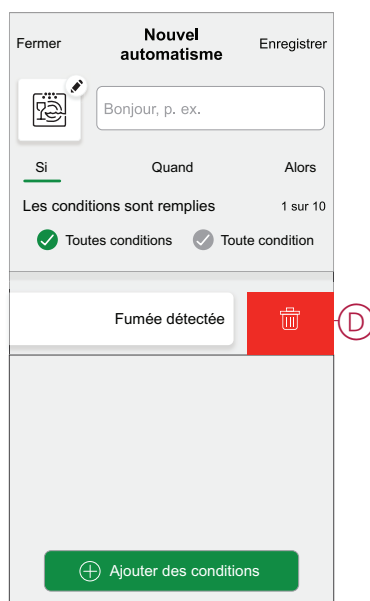 Fermer Nouvel automatisme Enregistrer
Bonjour, p. ex.
Si Quand Alors
Les conditions sont remplies 1 sur 10
Toutes conditions Toute condition
Fumée détectée
D
Ajouter des conditions